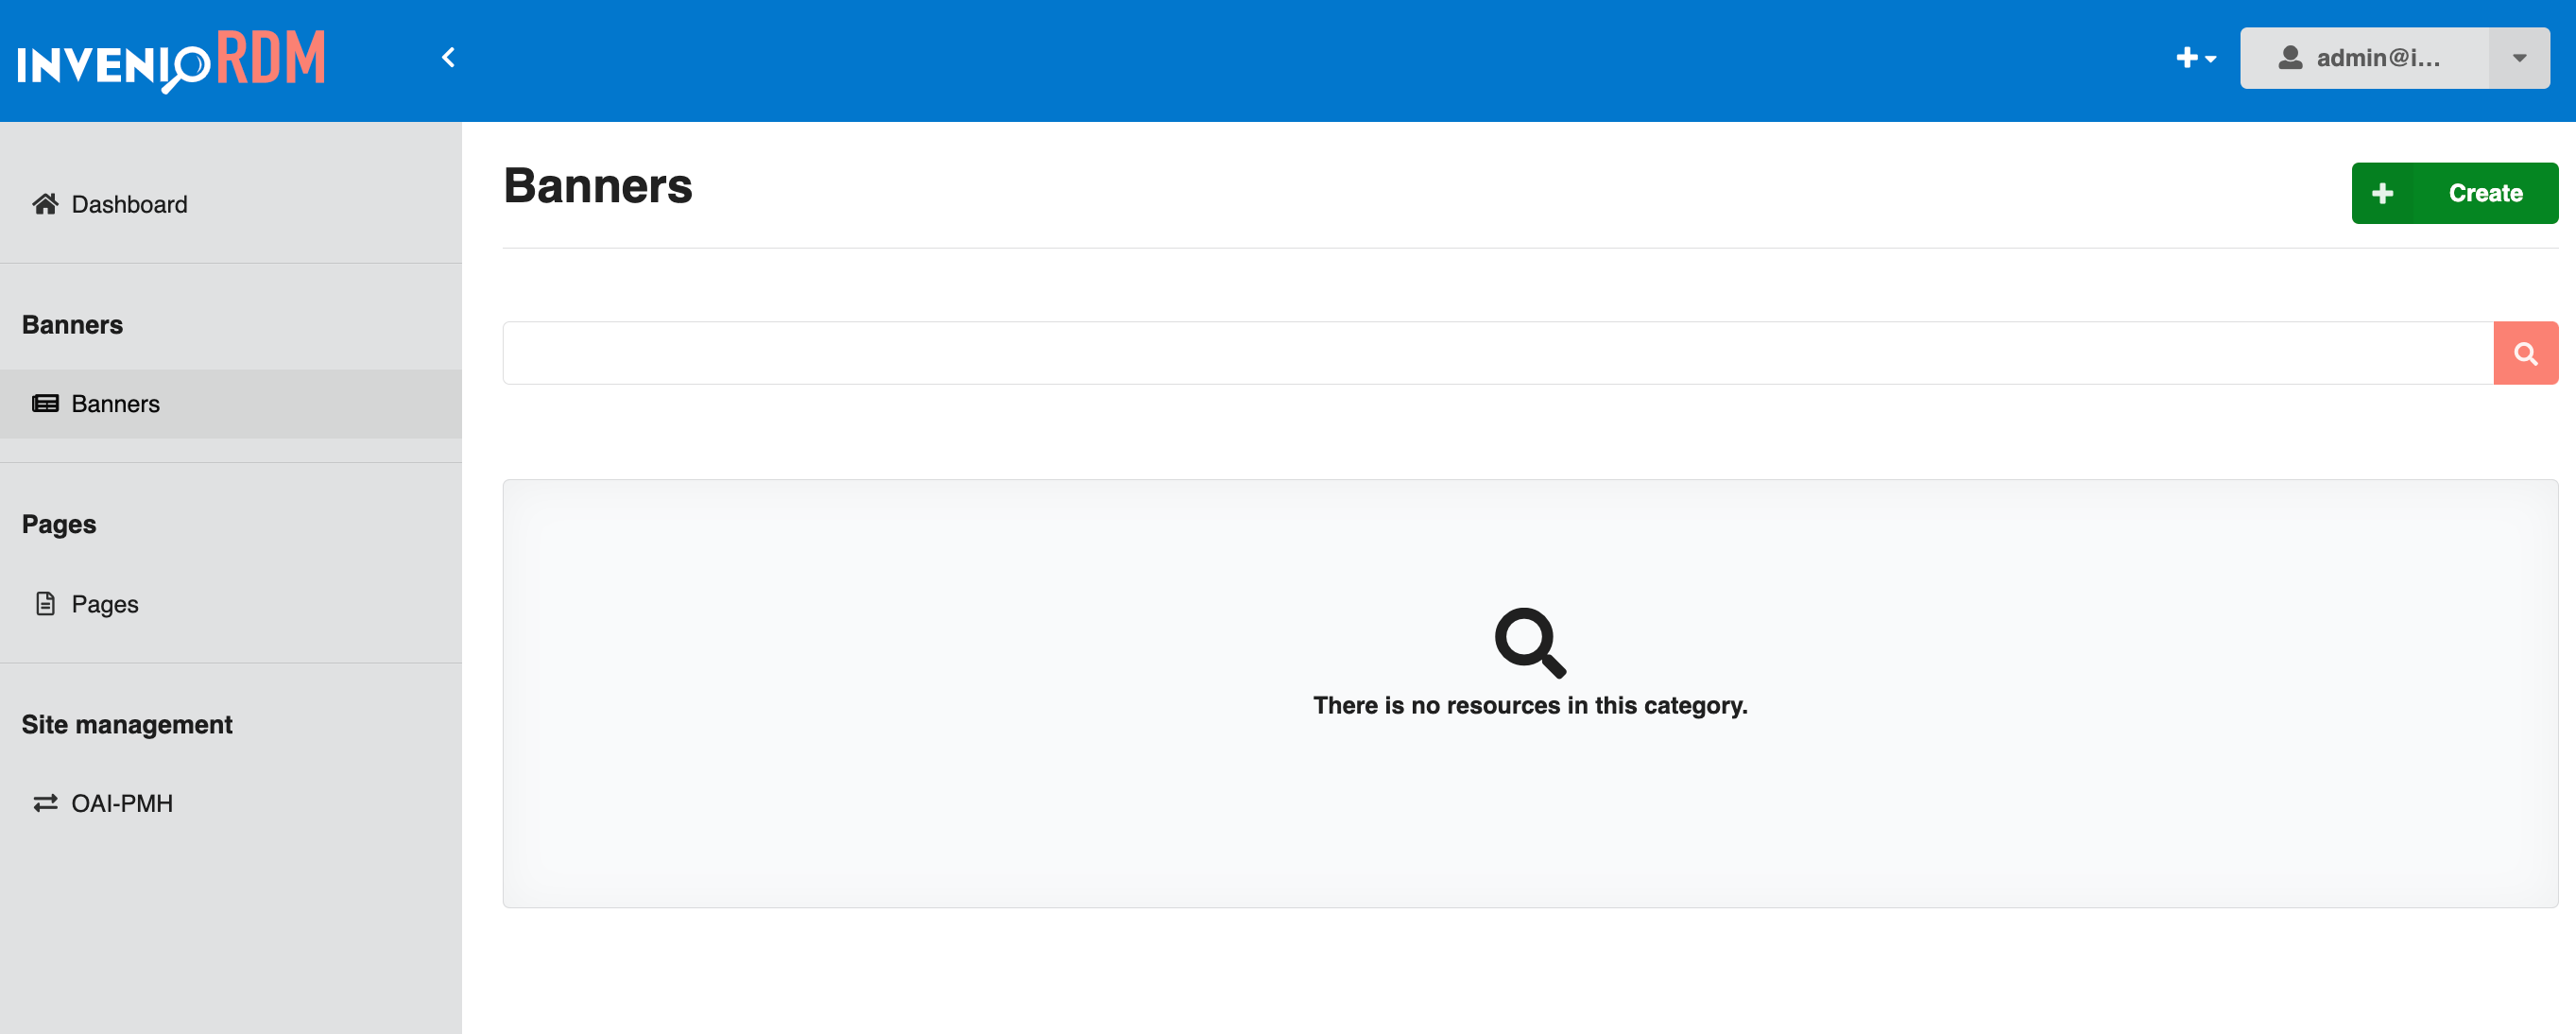 INVENIO RDM
admin@i...
Dashboard
Banners
Banners
Pages
Pages
Site management
OAI-PMH
Banners
Create
There is no resources in this category.